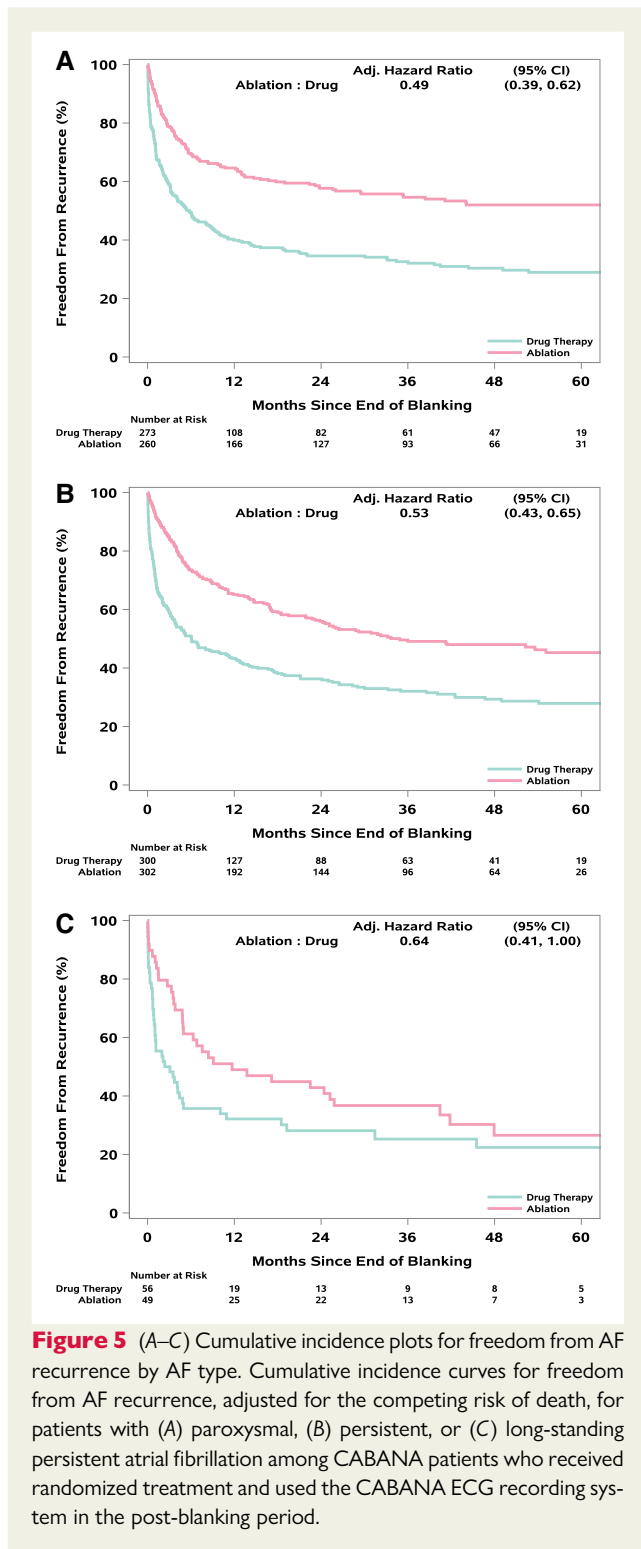 A
Freedom From Recurrence (%)
100
80
60
40
20
0
Adj. Hazard Ratio (95% CI)
Ablation : Drug 0.49 (0.39, 0.62)
Drug Therapy
Ablation
0 12 24 36 48 60
Months Since End of Blanking
Number at Risk
Drug Therapy 273 108 82 61 47 19
Ablation 260 166 127 93 66 31
B
Freedom From Recurrence (%)
100
80
60
40
20
0
Adj. Hazard Ratio (95% CI)
Ablation : Drug 0.53 (0.43, 0.65)
Drug Therapy
Ablation
0 12 24 36 48 60
Months Since End of Blanking
Number at Risk
Drug Therapy 300 127 88 63 41 19
Ablation 302 192 144 96 64 26
C
Freedom From Recurrence (%)
100
80
60
40
20
0
Adj. Hazard Ratio (95% CI)
Ablation : Drug 0.64 (0.41, 1.00)
Drug Therapy
Ablation
0 12 24 36 48 60
Months Since End of Blanking
Number at Risk
Drug Therapy 56 19 13 9 8 5
Ablation 49 25 22 13 7 3
Figure 5 (A–C) Cumulative incidence plots for freedom from AF
recurrence by AF type. Cumulative incidence curves for freedom
from AF recurrence, adjusted for the competing risk of death, for
patients with (A) paroxysmal, (B) persistent, or (C) long-standing
persistent atrial fibrillation among CABANA patients who received
randomized treatment and used the CABANA ECG recording sys-
tem in the post-blanking period.